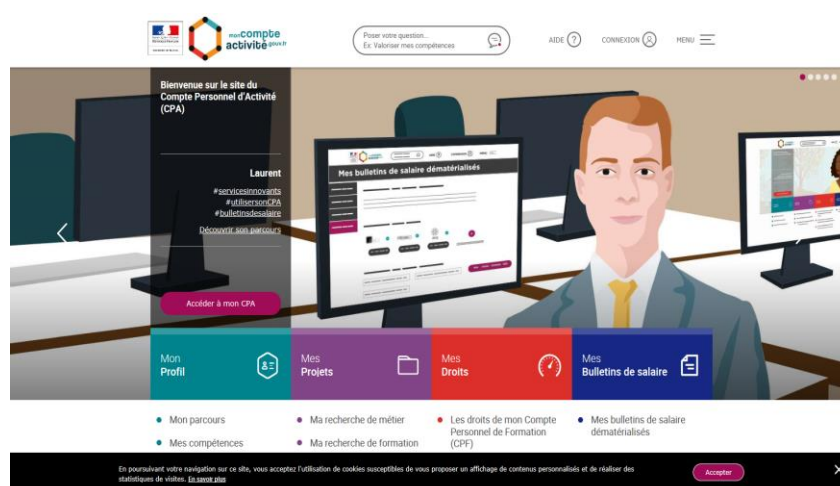 mon compte
activité gouv.fr
Poser votre question...
Ex: Valoriser mes compétences
AIDE ?
CONNEXION
MENU
Bienvenue sur le site du
Compte Personnel d'Activité
(CPA)
Laurent
#servicesinnovants
#utilisersonCPA
#bulletinsdesalaire
Découvrir son parcours
Accéder à mon CPA
Mes bulletins de salaire dématérialisés
Mon
Profil
Mes
Projets
Mes
Droits
Mes
Bulletins de salaire
Mon parcours
Mes compétences
Ma recherche de métier
Ma recherche de formation
Les droits de mon Compte
Personnel de Formation
(CPF)
Mes bulletins de salaire
dématérialisés
En poursuivant votre navigation sur ce site, vous acceptez l'utilisation de cookies susceptibles de vous proposer un affichage de contenus personnalisés et de réaliser des
statistiques de visites. En savoir plus
Accepter